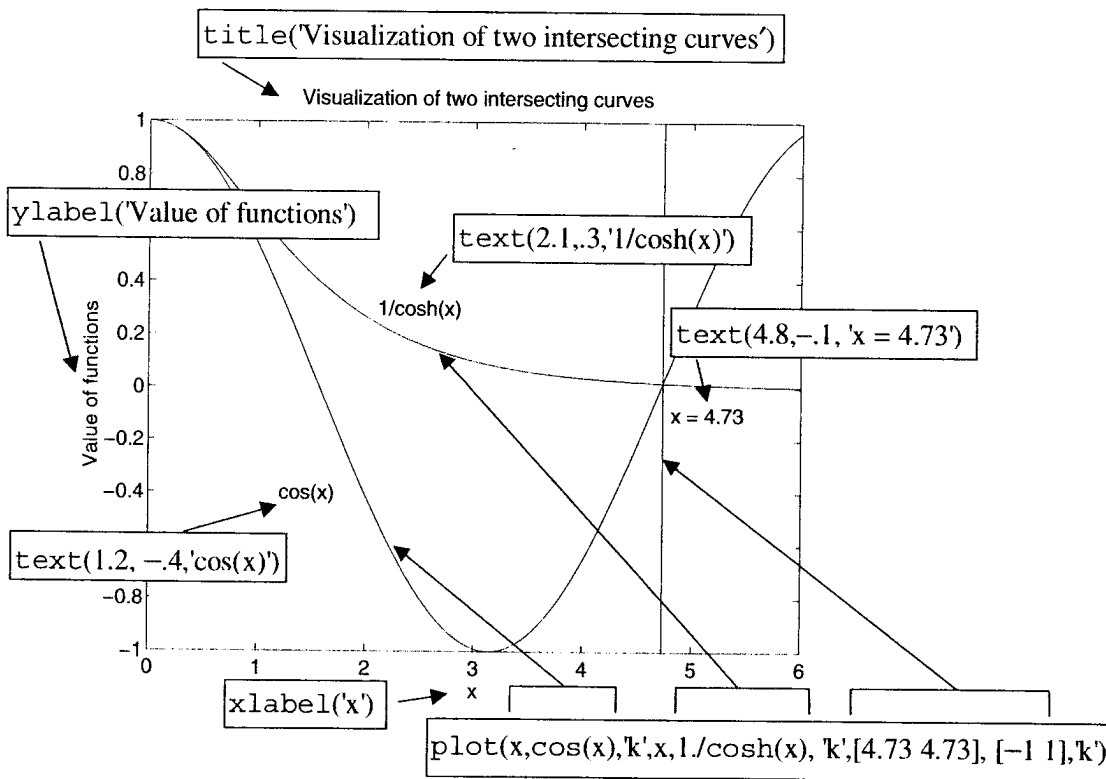 title('Visualization of two intersecting curves')
Visualization of two intersecting curves
1
0.8
ylabel('Value of functions')
text(2.1,.3,'1/cosh(x)')
0.4
1/cosh(x)
0.2
text(4.8,−.1, 'x = 4.73')
Value of functions
0
x = 4.73
−0.2
−0.4
cos(x)
text(1.2, −.4,'cos(x)')
−0.8
−1
0 1 2 3 4 5 6
xlabel('x')
x
plot(x,cos(x),'k',x,1./cosh(x), 'k',[4.73 4.73], [−1 1],'k')